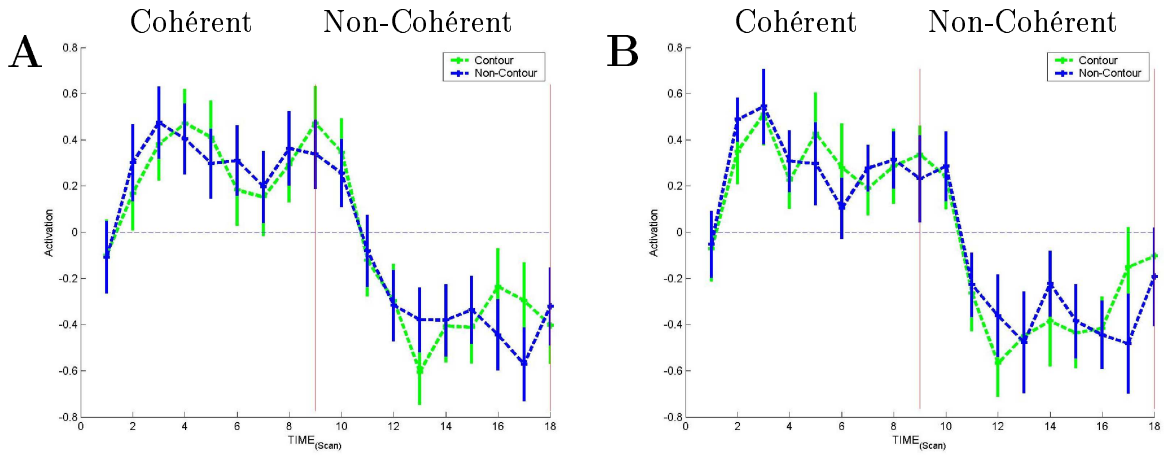 Cohérent Non-Cohérent
A
0.8
0.6
0.4
0.2
0
-0.2
-0.4
-0.6
-0.8
Activation
Contour
Non-Contour
0 2 4 6 8 10 12 14 16 18
TIME(Scan)
Cohérent Non-Cohérent
B
0.8
0.6
0.4
0.2
0
-0.2
-0.4
-0.6
-0.8
Activation
Contour
Non-Contour
0 2 4 6 8 10 12 14 16 18
TIME(Scan)